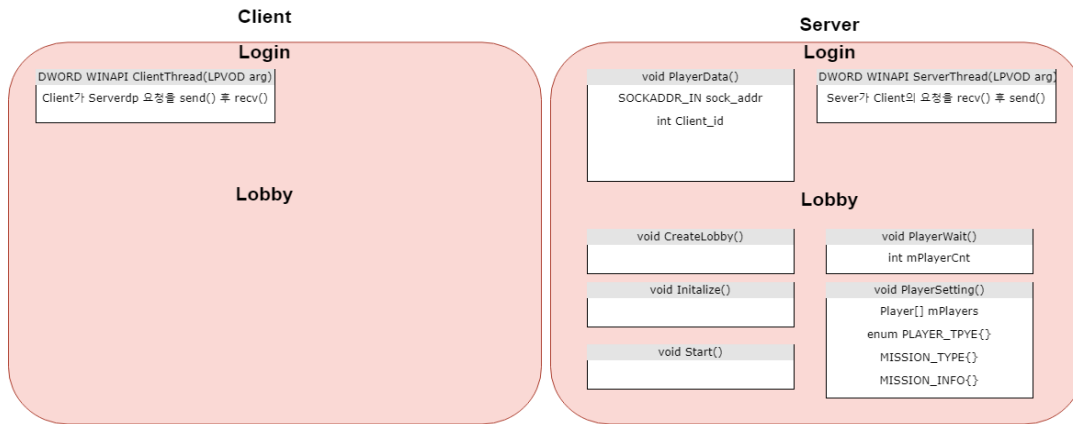 Client
Login
DWORD WINAPI ClientThread(LPVOD arg)
Client가 Serverdp 요청을 send() 후 recv()
Lobby
Server
Login
void PlayerData()
SOCKADDR_IN sock_addr
int Client_id
DWORD WINAPI ServerThread(LPVOD arg)
Sever가 Client의 요청을 recv() 후 send()
Lobby
void CreateLobby()
void PlayerWait()
int mPlayerCnt
void Initalize()
void PlayerSetting()
Player[] mPlayers
enum PLAYER_TPYE{}
MISSION_TYPE{}
MISSION_INFO{}
void Start()